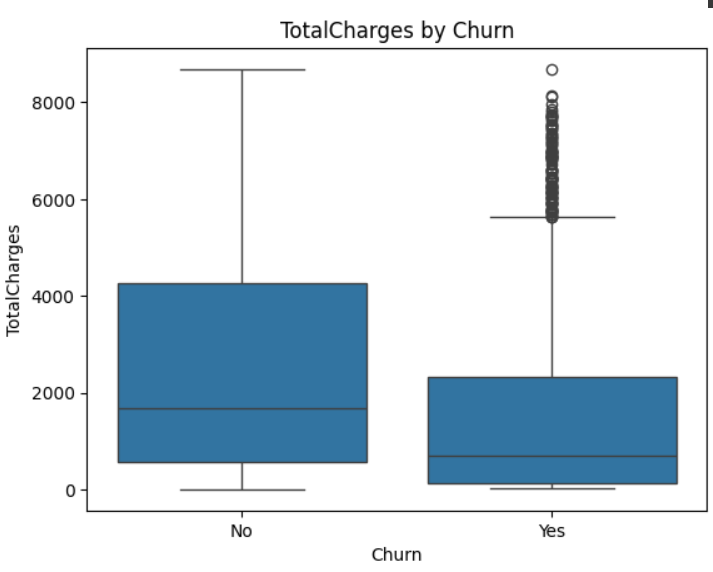 TotalCharges by Churn
TotalCharges
8000
6000
4000
2000
0
No
Yes
Churn